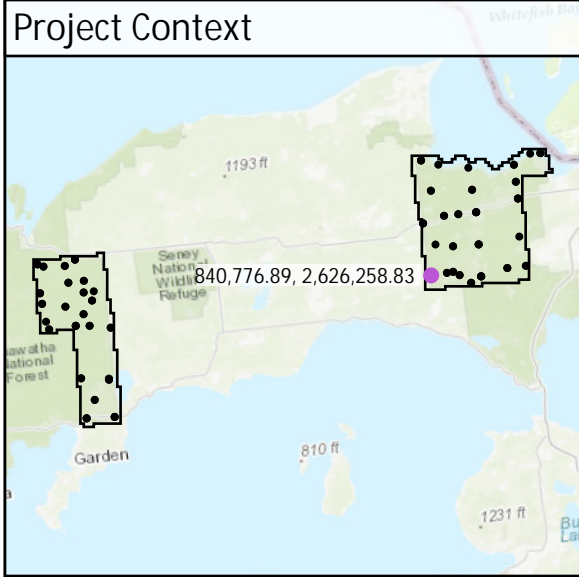 Project Context
Whitefish Bay
1193 ft
Seney
National
Wildlife
Refuge
840,776.89, 2,626,258.83
iawatha
National
Forest
Garden
810 ft
1231 ft
Bu
La
a